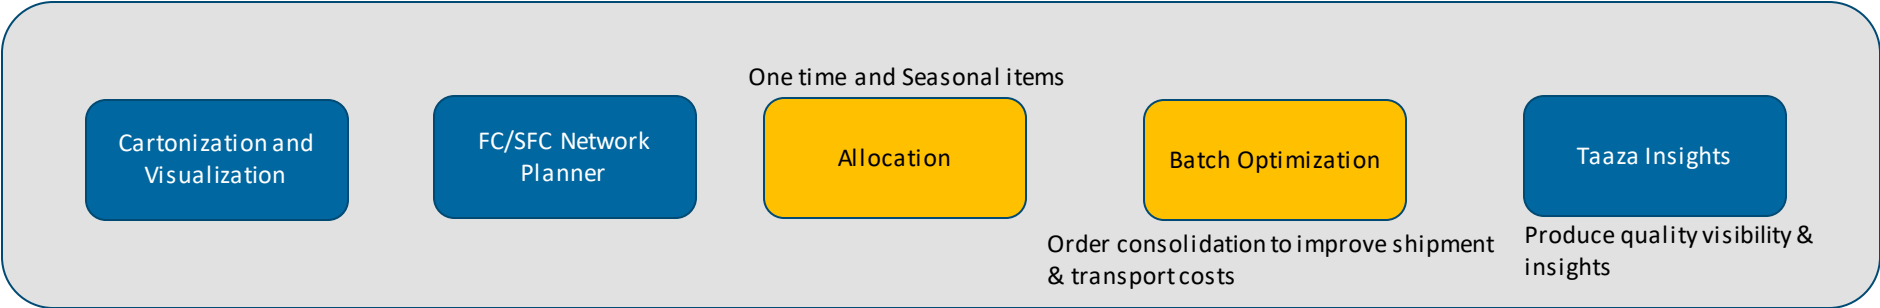 One time and Seasonal items
Cartonization and
Visualization
FC/SFC Network
Planner
Allocation
Batch Optimization
Taaza Insights
Order consolidation to improve shipment
& transport costs
Produce quality visibility &
insights